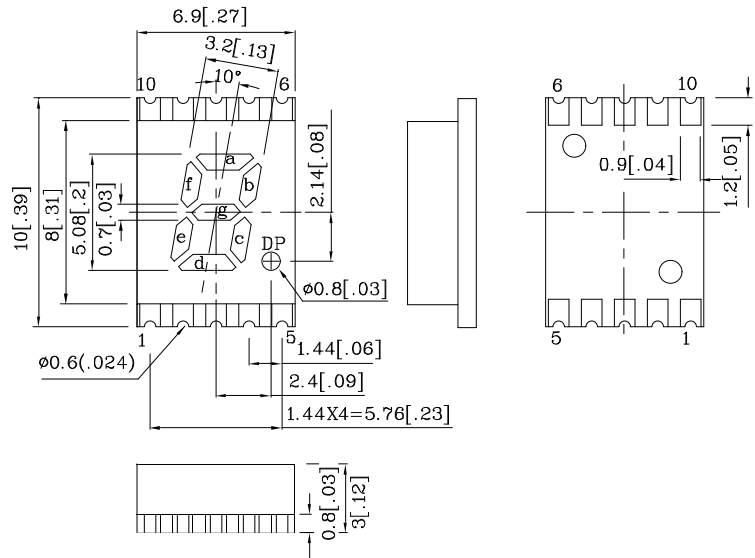 6.9[.27]
3.2[.13]
10°
10
6
6
10
a
f
b
g
e
c
d
DP
10[.39]
8[.31]
5.08[.2]
0.7[.03]
2.14[.08]
0.9[.04]
1.2[.05]
ø0.8[.03]
1
5
5
1
ø0.6(.024)
1.44[.06]
2.4[.09]
1.44X4=5.76[.23]
0.8[.03]
3[.12]